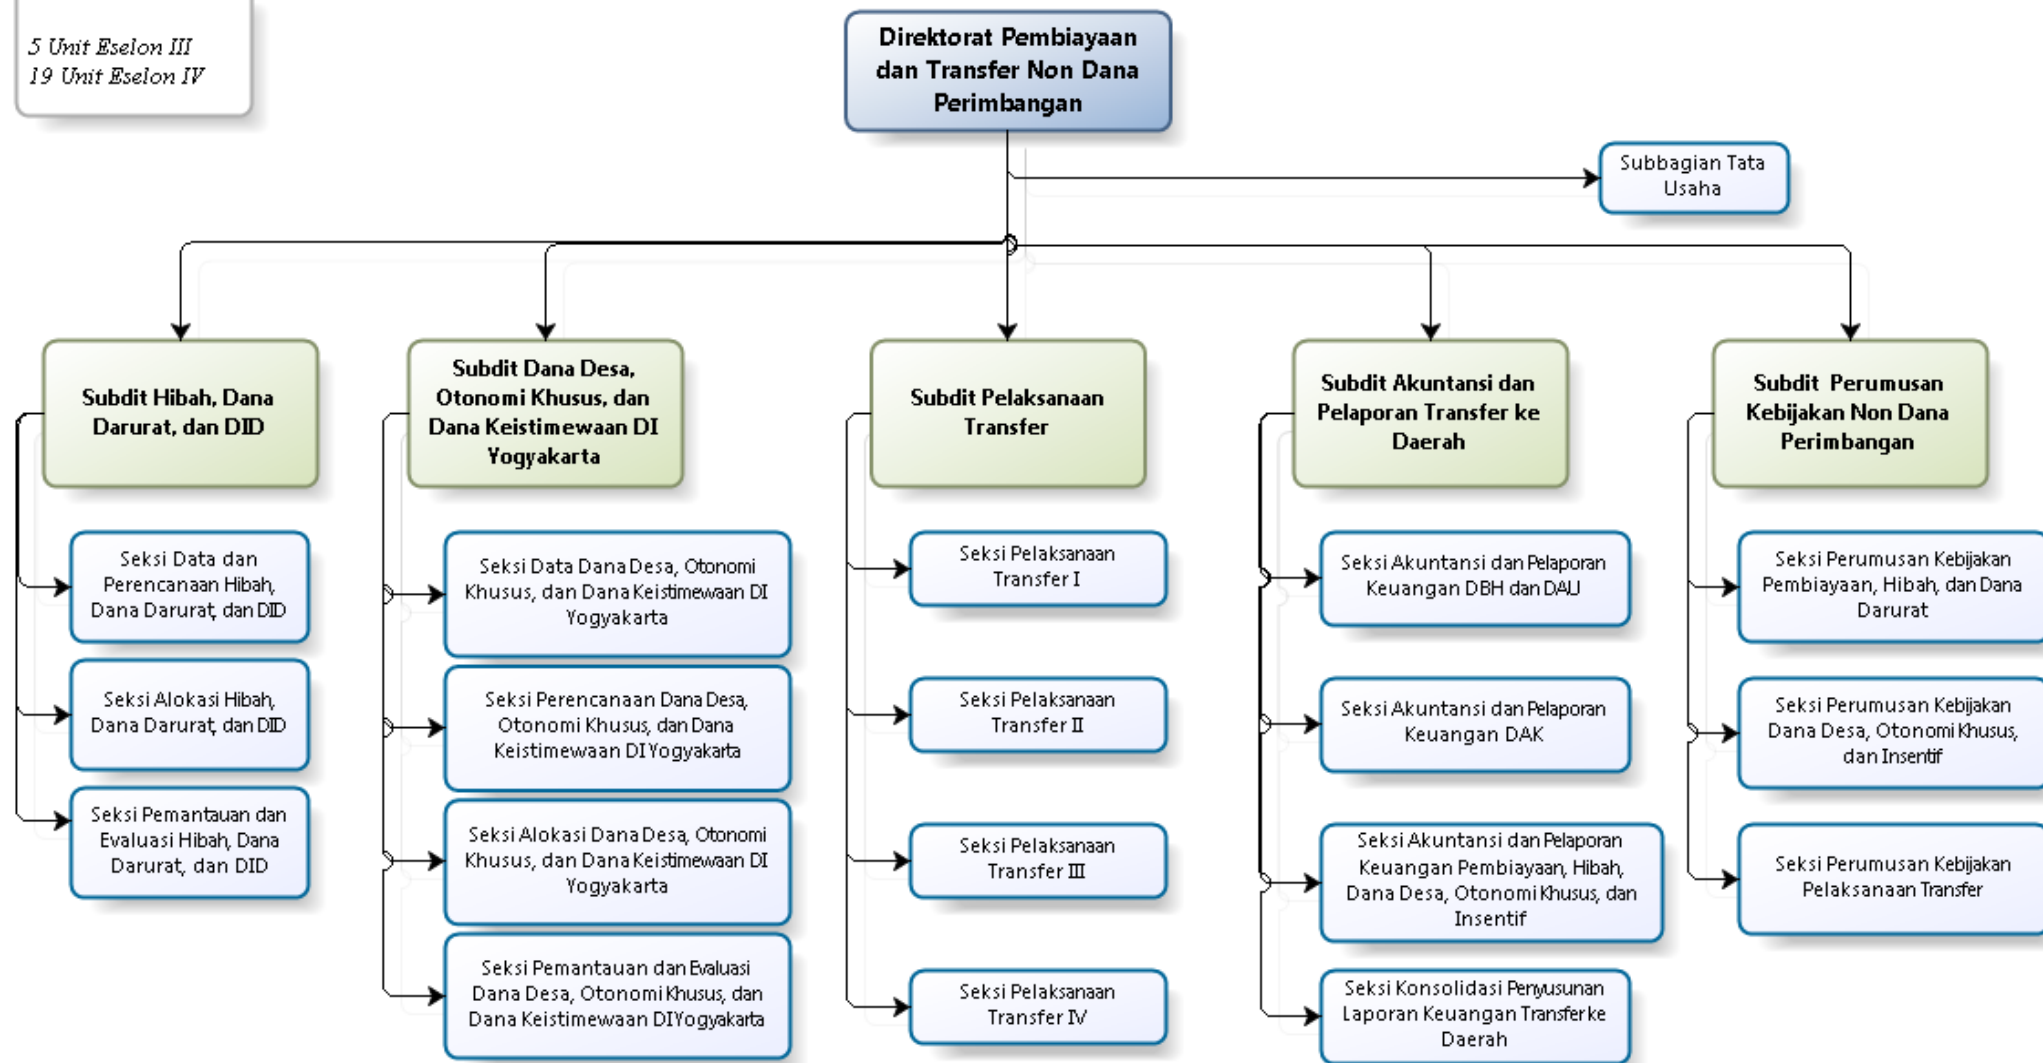 5 Unit Eselon III
19 Unit Eselon IV
Direktorat Pembiayaan
dan Transfer Non Dana
Perimbangan
Subbagian Tata
Usaha
Subdit Hibah, Dana
Darurat, dan DID
Seksi Data dan
Perencanaan Hibah,
Dana Darurat, dan DID
Seksi Alokasi Hibah,
Dana Darurat, dan DID
Seksi Pemantauan dan
Evaluasi Hibah, Dana
Darurat, dan DID
Subdit Dana Desa,
Otonomi Khusus, dan
Dana Keistimewaan DI
Yogyakarta
Seksi Data Dana Desa, Otonomi
Khusus, dan Dana Keistimewaan DI
Yogyakarta
Seksi Perencanaan Dana Desa,
Otonomi Khusus, dan Dana
Keistimewaan DI Yogyakarta
Seksi Alokasi Dana Desa, Otonomi
Khusus, dan Dana Keistimewaan DI
Yogyakarta
Seksi Pemantauan dan Evaluasi
Dana Desa, Otonomi Khusus, dan
Dana Keistimewaan DI Yogyakarta
Subdit Pelaksanaan
Transfer
Seksi Pelaksanaan
Transfer I
Seksi Pelaksanaan
Transfer II
Seksi Pelaksanaan
Transfer III
Seksi Pelaksanaan
Transfer IV
Subdit Akuntansi dan
Pelaporan Transfer ke
Daerah
Seksi Akuntansi dan Pelaporan
Keuangan DBH dan DAU
Seksi Akuntansi dan Pelaporan
Keuangan DAK
Seksi Akuntansi dan Pelaporan
Keuangan Pembiayaan, Hibah,
Dana Desa, Otonomi Khusus, dan
Insentif
Seksi Konsolidasi Penyusunan
Laporan Keuangan Transfer ke
Daerah
Subdit Perumusan
Kebijakan Non Dana
Perimbangan
Seksi Perumusan Kebijakan
Pembiayaan, Hibah, dan Dana
Darurat
Seksi Perumusan Kebijakan
Dana Desa, Otonomi Khusus,
dan Insentif
Seksi Perumusan Kebijakan
Pelaksanaan Transfer